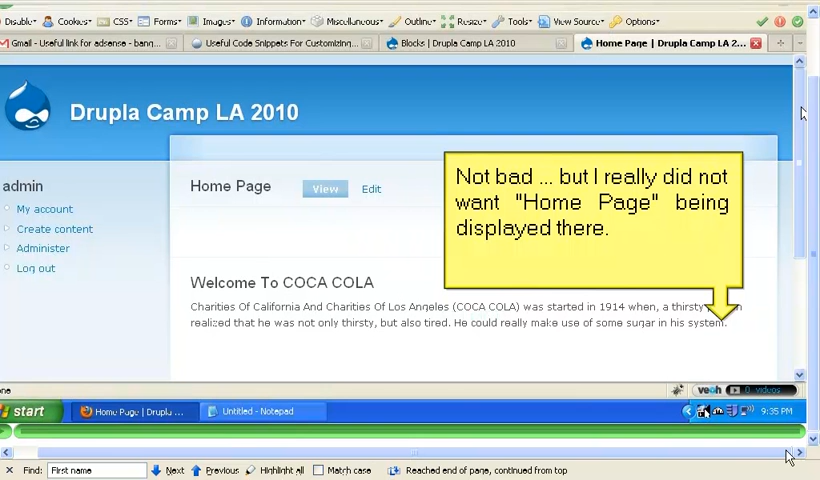 Disable Cookies CSS Forms Images Information Miscellaneous Outline Resize Tools View Source Options
Gmail - Useful link for adsense - bang... Useful Code Snippets For Customizing... Blocks | Drupla Camp LA 2010 Home Page | Drupla Camp LA 2...
Drupla Camp LA 2010
admin
My account
Create content
Administer
Log out
Home Page View Edit
Not bad ... but I really did not
want "Home Page" being
displayed there.
Welcome To COCA COLA
Charities Of California And Charities Of Los Angeles (COCA COLA) was started in 1914 when, a thirsty
realized that he was not only thirsty, but also tired. He could really make use of some sugar in his system.
one
veoh 0 videos
start Home Page | Drupla ... Untitled - Notepad 9:35 PM
Find: First name Next Previous Highlight all Match case Reached end of page, continued from top